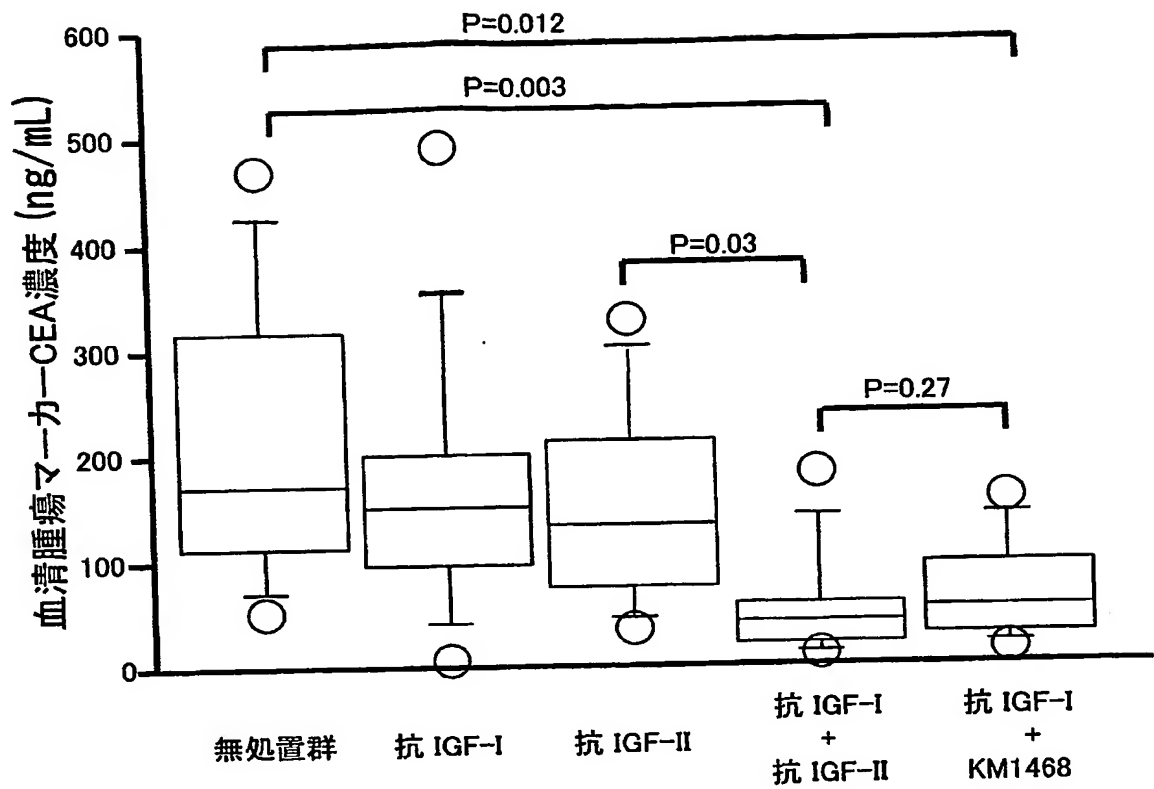 P=0.012
600
P=0.003
500
400
P=0.03
300
P=0.27
200
100
0
血清腫瘍マーカーCEA濃度 (ng/mL)
無処置群
抗 IGF-I
抗 IGF-II
抗 IGF-I
+
抗 IGF-II
抗 IGF-I
+
KM1468